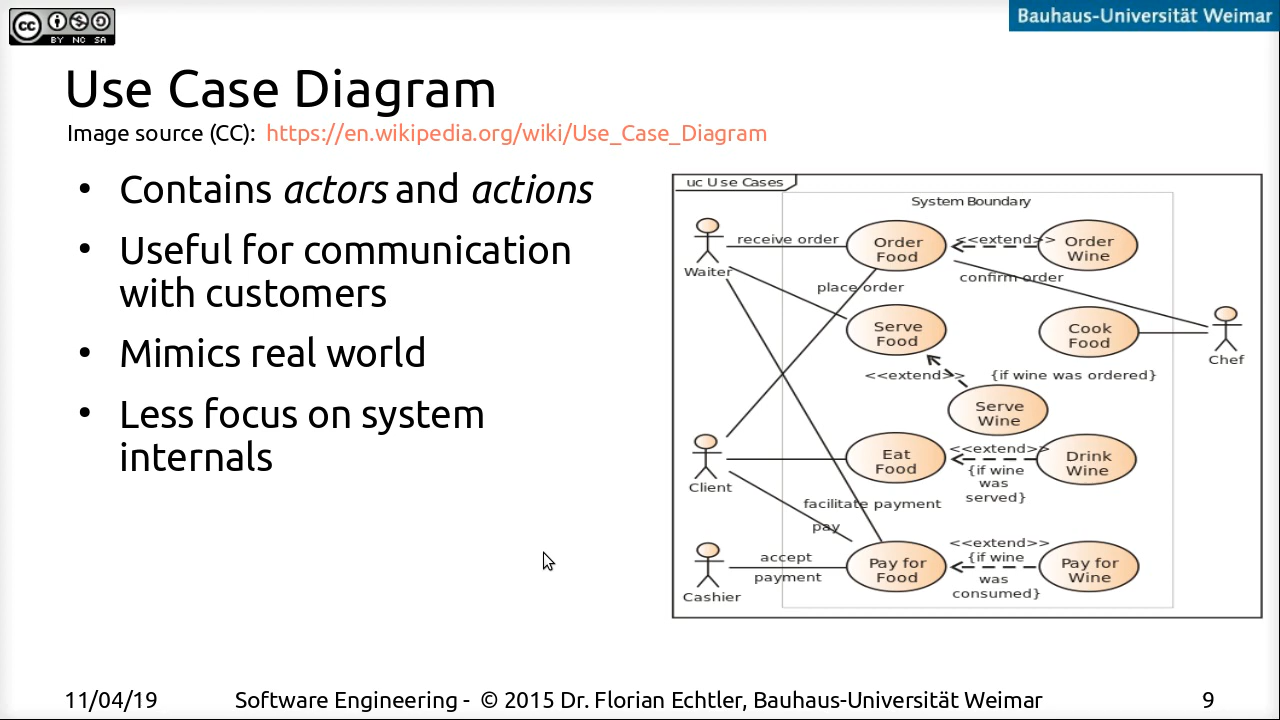 cc
BY NC SA
Bauhaus-Universität Weimar
Use Case Diagram
Image source (CC): https://en.wikipedia.org/wiki/Use_Case_Diagram
• Contains actors and actions
• Useful for communication
with customers
• Mimics real world
• Less focus on system
internals
uc Use Cases
System Boundary
Waiter
receive order
Order
Food
<<extend>>
Order
Wine
place order
confirm order
Serve
Food
Cook
Food
Chef
<<extend>>
{if wine was ordered}
Serve
Wine
Client
Eat
Food
<<extend>>
{if wine
was
served}
Drink
Wine
facilitate payment
pay
Cashier
accept
payment
Pay for
Food
<<extend>>
{if wine
was
consumed}
Pay for
Wine
11/04/19
Software Engineering - © 2015 Dr. Florian Echtler, Bauhaus-Universität Weimar
9